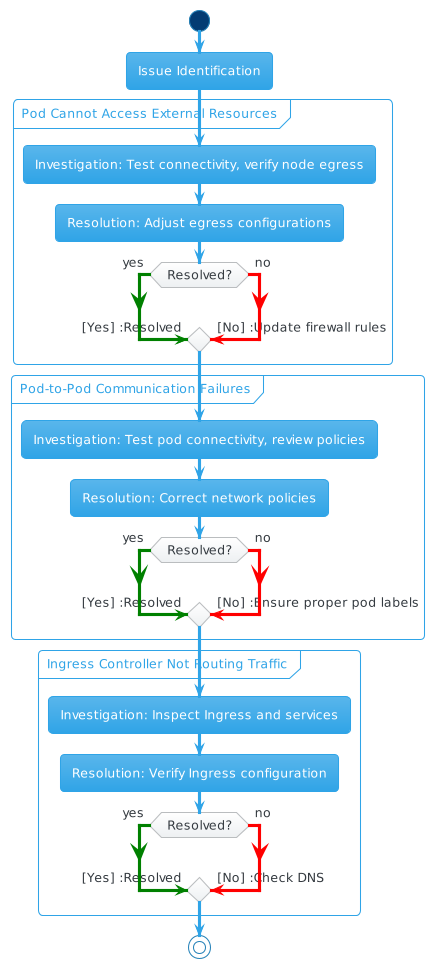 Issue Identification
Pod Cannot Access External Resources
Investigation: Test connectivity, verify node egress
Resolution: Adjust egress configurations
yes
Resolved?
no
[Yes] :Resolved
[No] :Update firewall rules
Pod-to-Pod Communication Failures
Investigation: Test pod connectivity, review policies
Resolution: Correct network policies
yes
Resolved?
no
[Yes] :Resolved
[No] :Ensure proper pod labels
Ingress Controller Not Routing Traffic
Investigation: Inspect Ingress and services
Resolution: Verify Ingress configuration
yes
Resolved?
no
[Yes] :Resolved
[No] :Check DNS